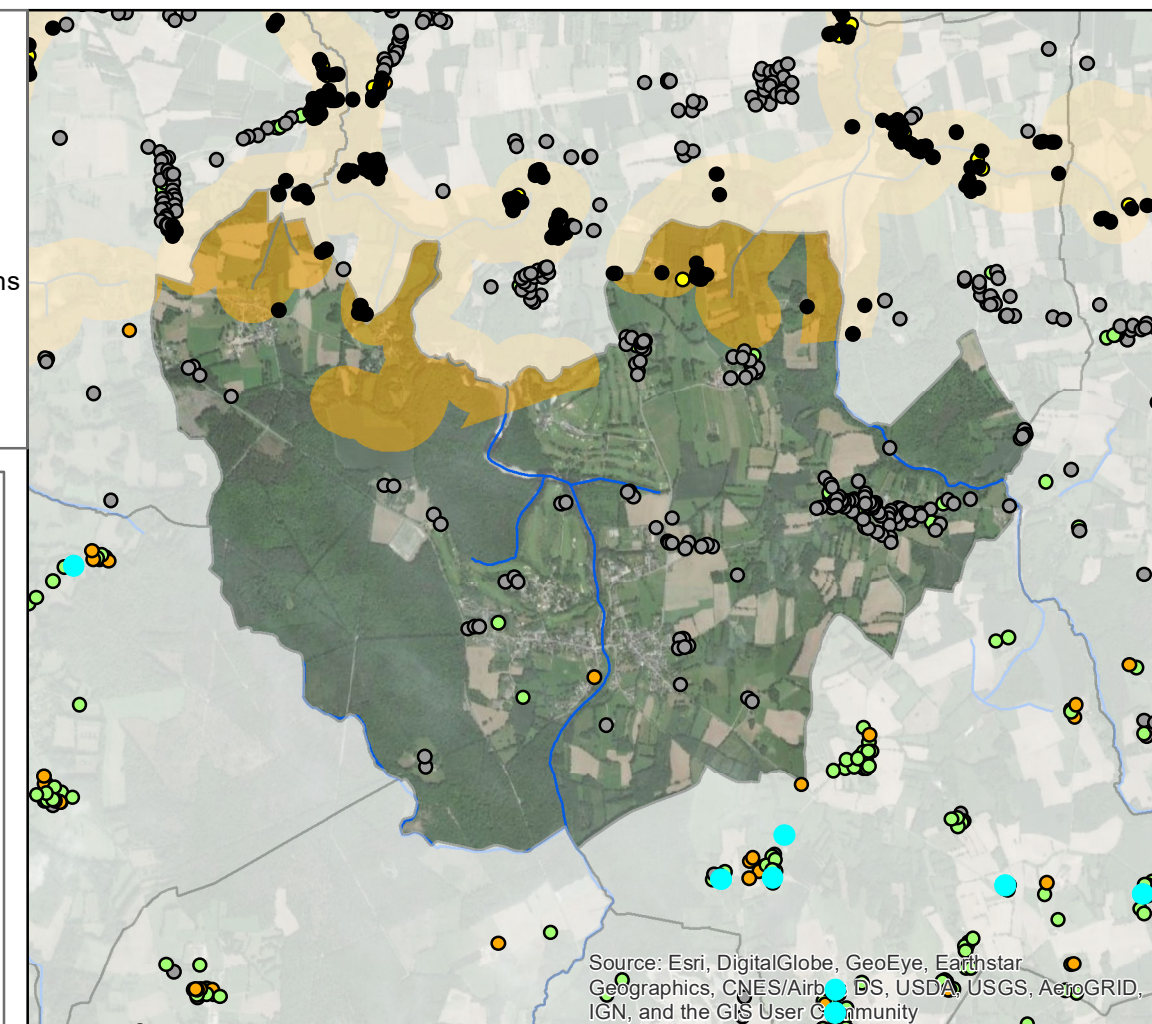 ns
Source: Esri, DigitalGlobe, GeoEye, Earthstar
Geographics, CNES/Airbus DS, USDA, USGS, AeroGRID,
IGN, and the GIS User Community